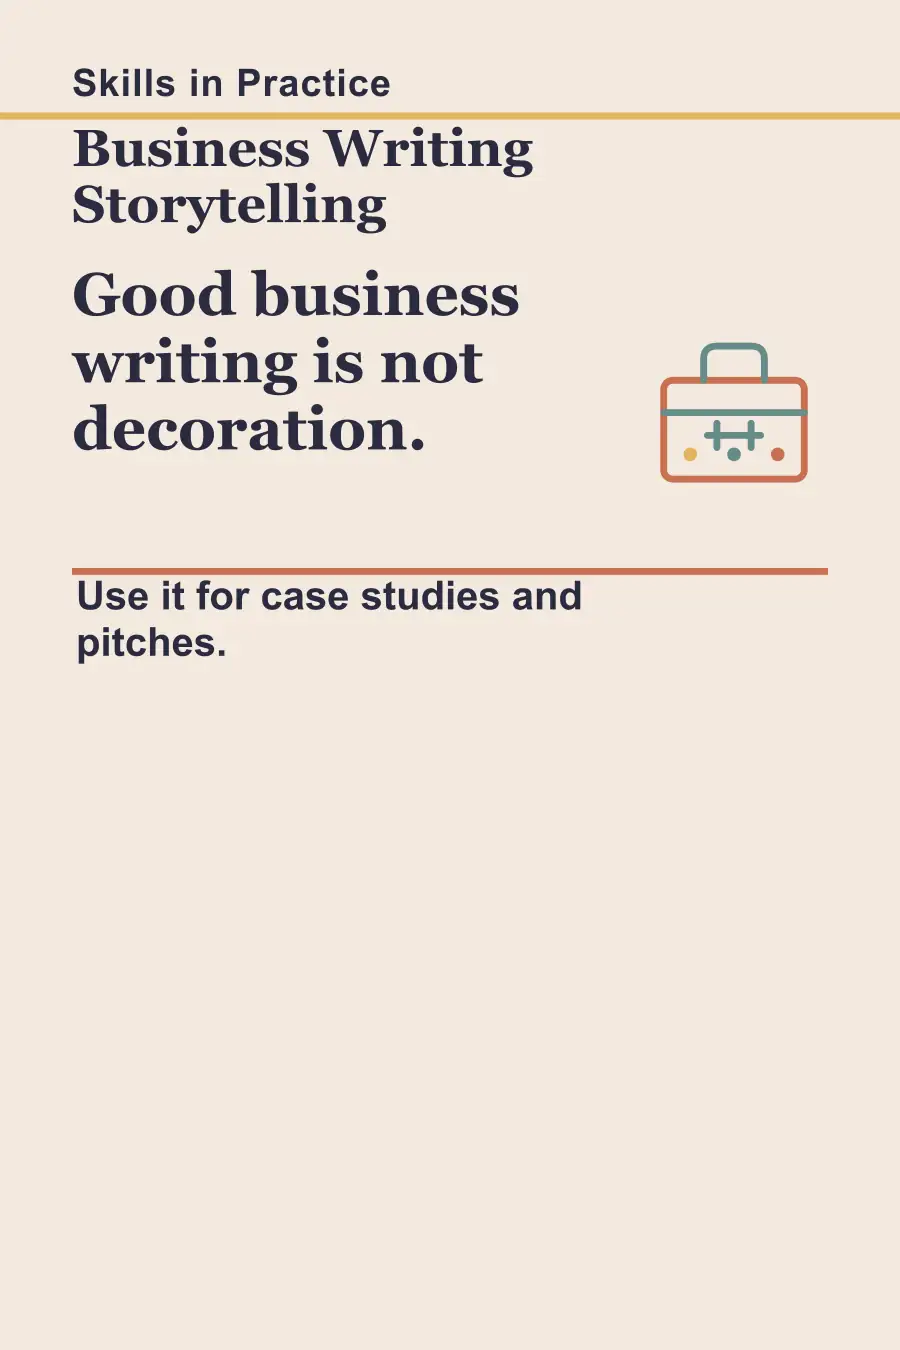 Skills in Practice
Business Writing
Storytelling
Good business
writing is not
decoration.
Use it for case studies and
pitches.